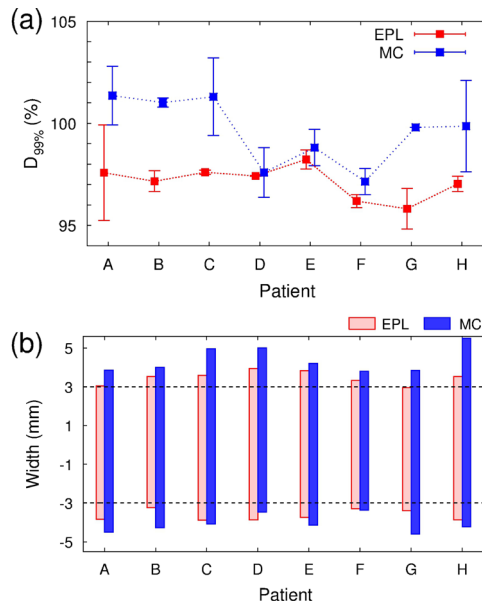 (a)
EPL
MC
105
100
95
D99% (%)
A B C D E F G H
Patient
(b)
EPL MC
5
3
1
-1
-3
-5
Width (mm)
A B C D E F G H
Patient